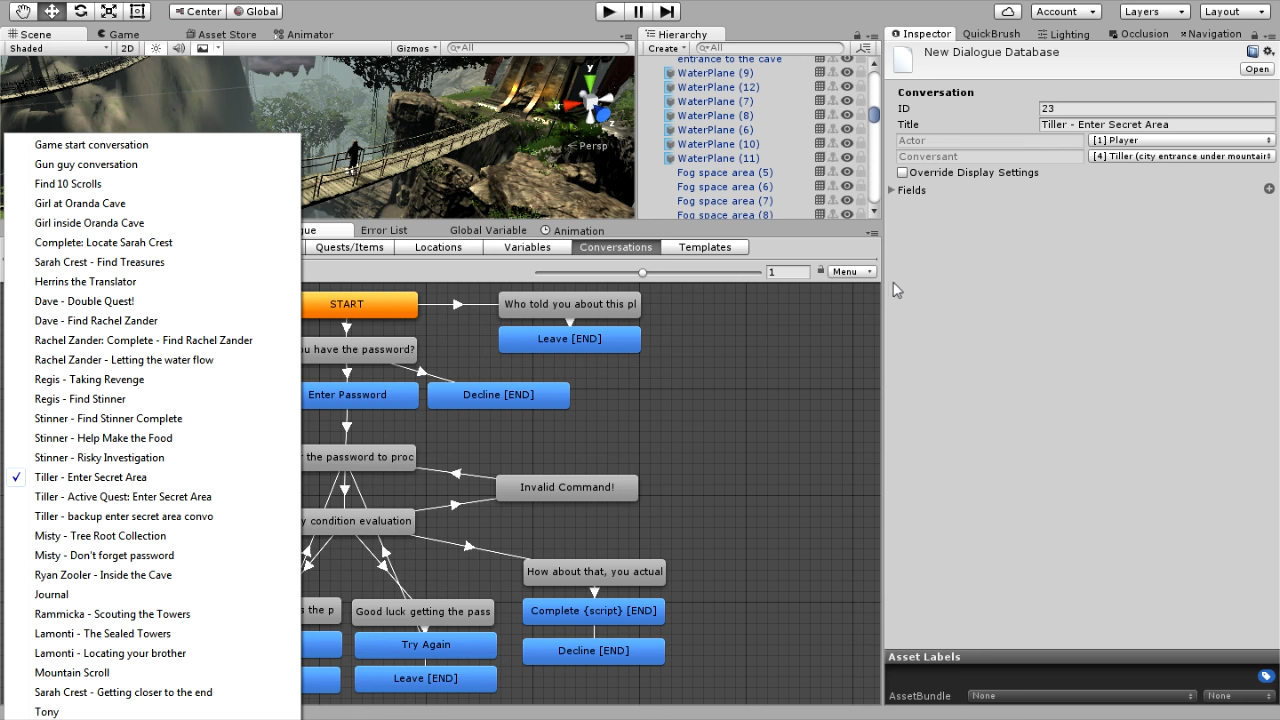 Center
Global
Account
Layers
Layout
Scene
Game
Asset Store
Animator
Hierarchy
Inspector
QuickBrush
Lighting
Occlusion
Navigation
Shaded
2D
Gizmos
All
Create
All
New Dialogue Database
Open
entrance to the cave
WaterPlane (9)
WaterPlane (12)
WaterPlane (7)
WaterPlane (8)
WaterPlane (6)
WaterPlane (10)
WaterPlane (11)
Fog space area (5)
Fog space area (6)
Fog space area (7)
Fog space area (8)
y
x
z
Persp
Conversation
ID
23
Title
Tiller - Enter Secret Area
Actor
[1] Player
Conversant
[4] Tiller (city entrance under mountain
Override Display Settings
Fields
Game start conversation
Gun guy conversation
Find 10 Scrolls
Girl at Oranda Cave
Girl inside Oranda Cave
Complete: Locate Sarah Crest
Sarah Crest - Find Treasures
Herrins the Translator
Dave - Double Quest!
Dave - Find Rachel Zander
Rachel Zander: Complete - Find Rachel Zander
Rachel Zander - Letting the water flow
Regis - Taking Revenge
Regis - Find Stinner
Stinner - Find Stinner Complete
Stinner - Help Make the Food
Stinner - Risky Investigation
Tiller - Enter Secret Area
Tiller - Active Quest: Enter Secret Area
Tiller - backup enter secret area convo
Misty - Tree Root Collection
Misty - Don't forget password
Ryan Zooler - Inside the Cave
Journal
Rammicka - Scouting the Towers
Lamonti - The Sealed Towers
Lamonti - Locating your brother
Mountain Scroll
Sarah Crest - Getting closer to the end
Tony
gue
Error List
Global Variable
Animation
Quests/Items
Locations
Variables
Conversations
Templates
1
Menu
START
Who told you about this pl
Leave [END]
u have the password?
Enter Password
Decline [END]
r the password to proc
Invalid Command!
y condition evaluation
How about that, you actual
Complete {script} [END]
Decline [END]
s the p
Good luck getting the pass
Try Again
Leave [END]
Asset Labels
AssetBundle
None
None